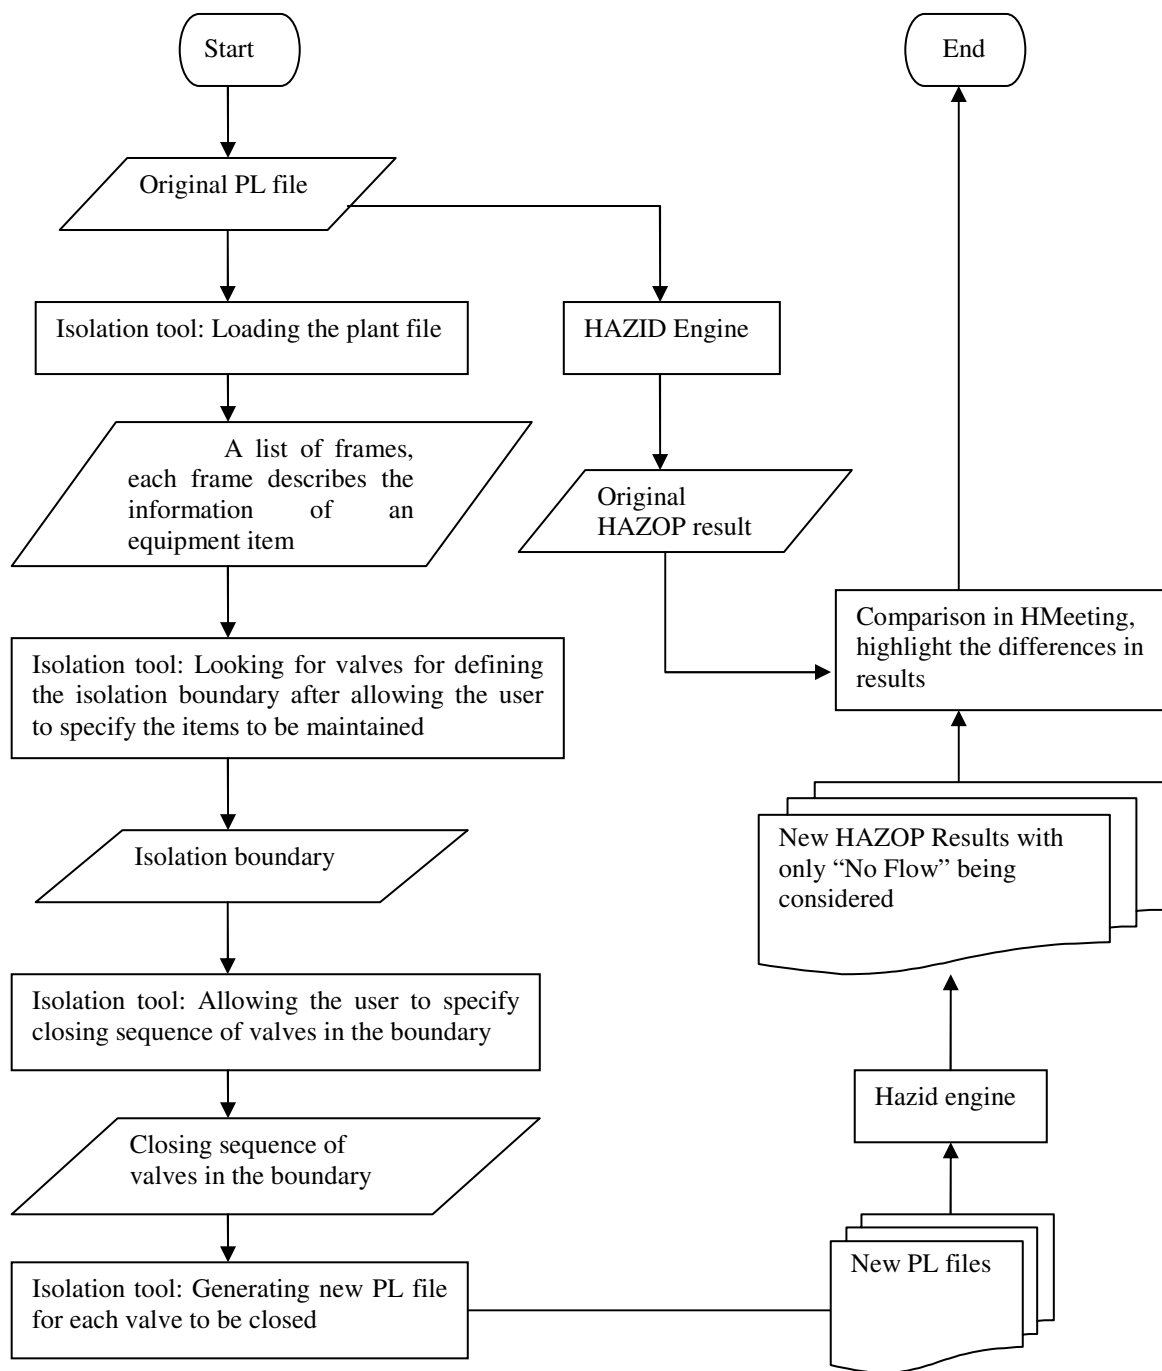 Start
End
Original PL file
Isolation tool: Loading the plant file
HAZID Engine
A list of frames,
each frame describes the
information of an
equipment item
Original
HAZOP result
Comparison in HMeeting,
highlight the differences in
results
Isolation tool: Looking for valves for defining
the isolation boundary after allowing the user
to specify the items to be maintained
Isolation boundary
New HAZOP Results with
only “No Flow” being
considered
Isolation tool: Allowing the user to specify
closing sequence of valves in the boundary
Hazid engine
Closing sequence of
valves in the boundary
New PL files
Isolation tool: Generating new PL file
for each valve to be closed